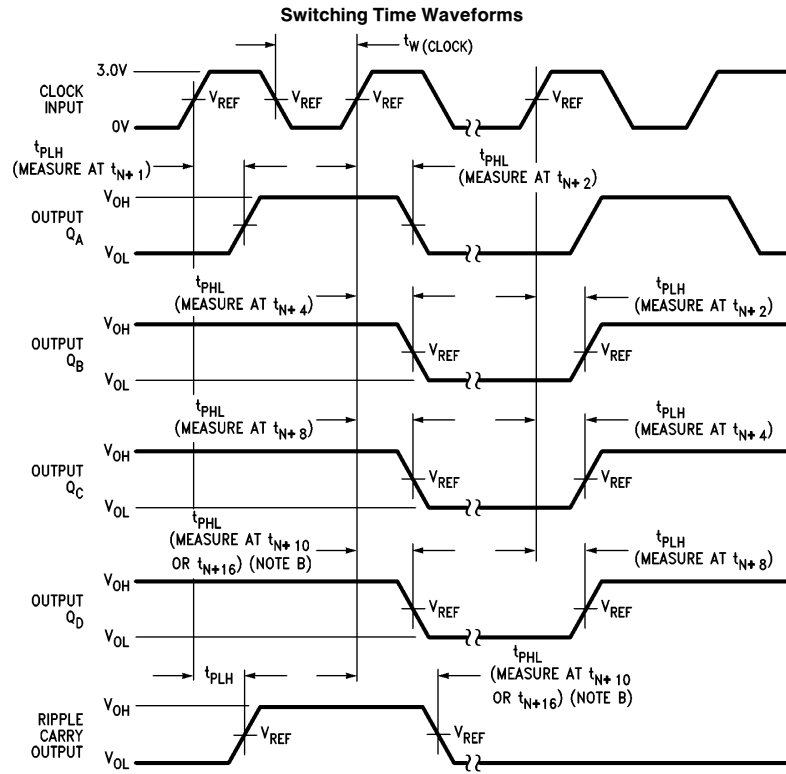 Switching Time Waveforms
tW (CLOCK)
3.0V
CLOCK
INPUT
VREF
VREF
VREF
VREF
0V
tPLH
(MEASURE AT tN+1)
tPHL
(MEASURE AT tN+2)
VOH
OUTPUT
QA
VOL
tPHL
(MEASURE AT tN+4)
tPLH
(MEASURE AT tN+2)
VOH
OUTPUT
QB
VREF
VREF
VOL
tPHL
(MEASURE AT tN+8)
tPLH
(MEASURE AT tN+4)
VOH
OUTPUT
QC
VREF
VREF
VOL
tPHL
(MEASURE AT tN+10
OR tN+16) (NOTE B)
tPLH
(MEASURE AT tN+8)
VOH
OUTPUT
QD
VREF
VREF
VOL
tPLH
tPHL
(MEASURE AT tN+10
OR tN+16) (NOTE B)
VOH
RIPPLE
CARRY
OUTPUT
VREF
VREF
VOL